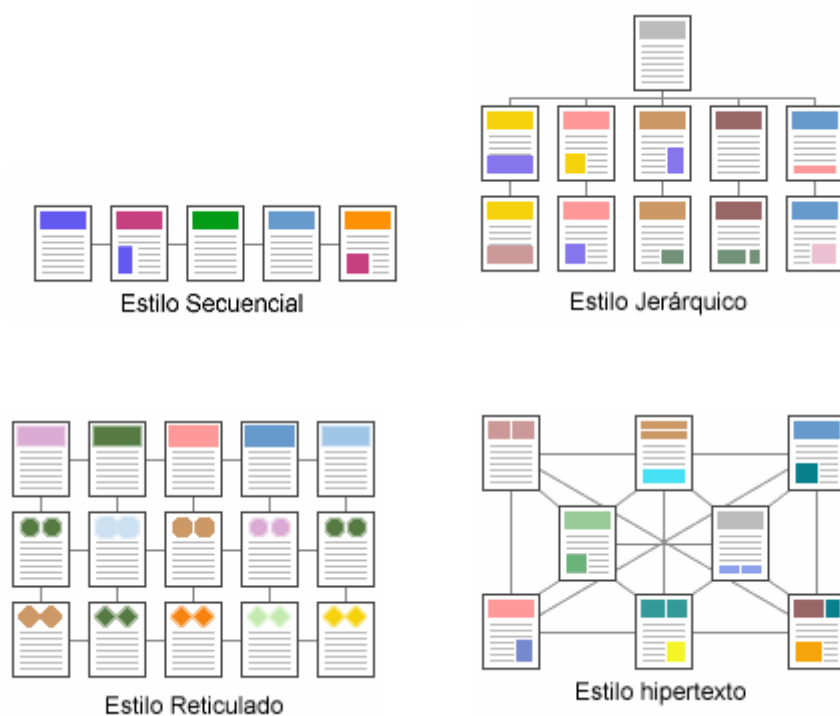 Estilo Secuencial
Estilo Jerárquico
Estilo Reticulado
Estilo hipertexto